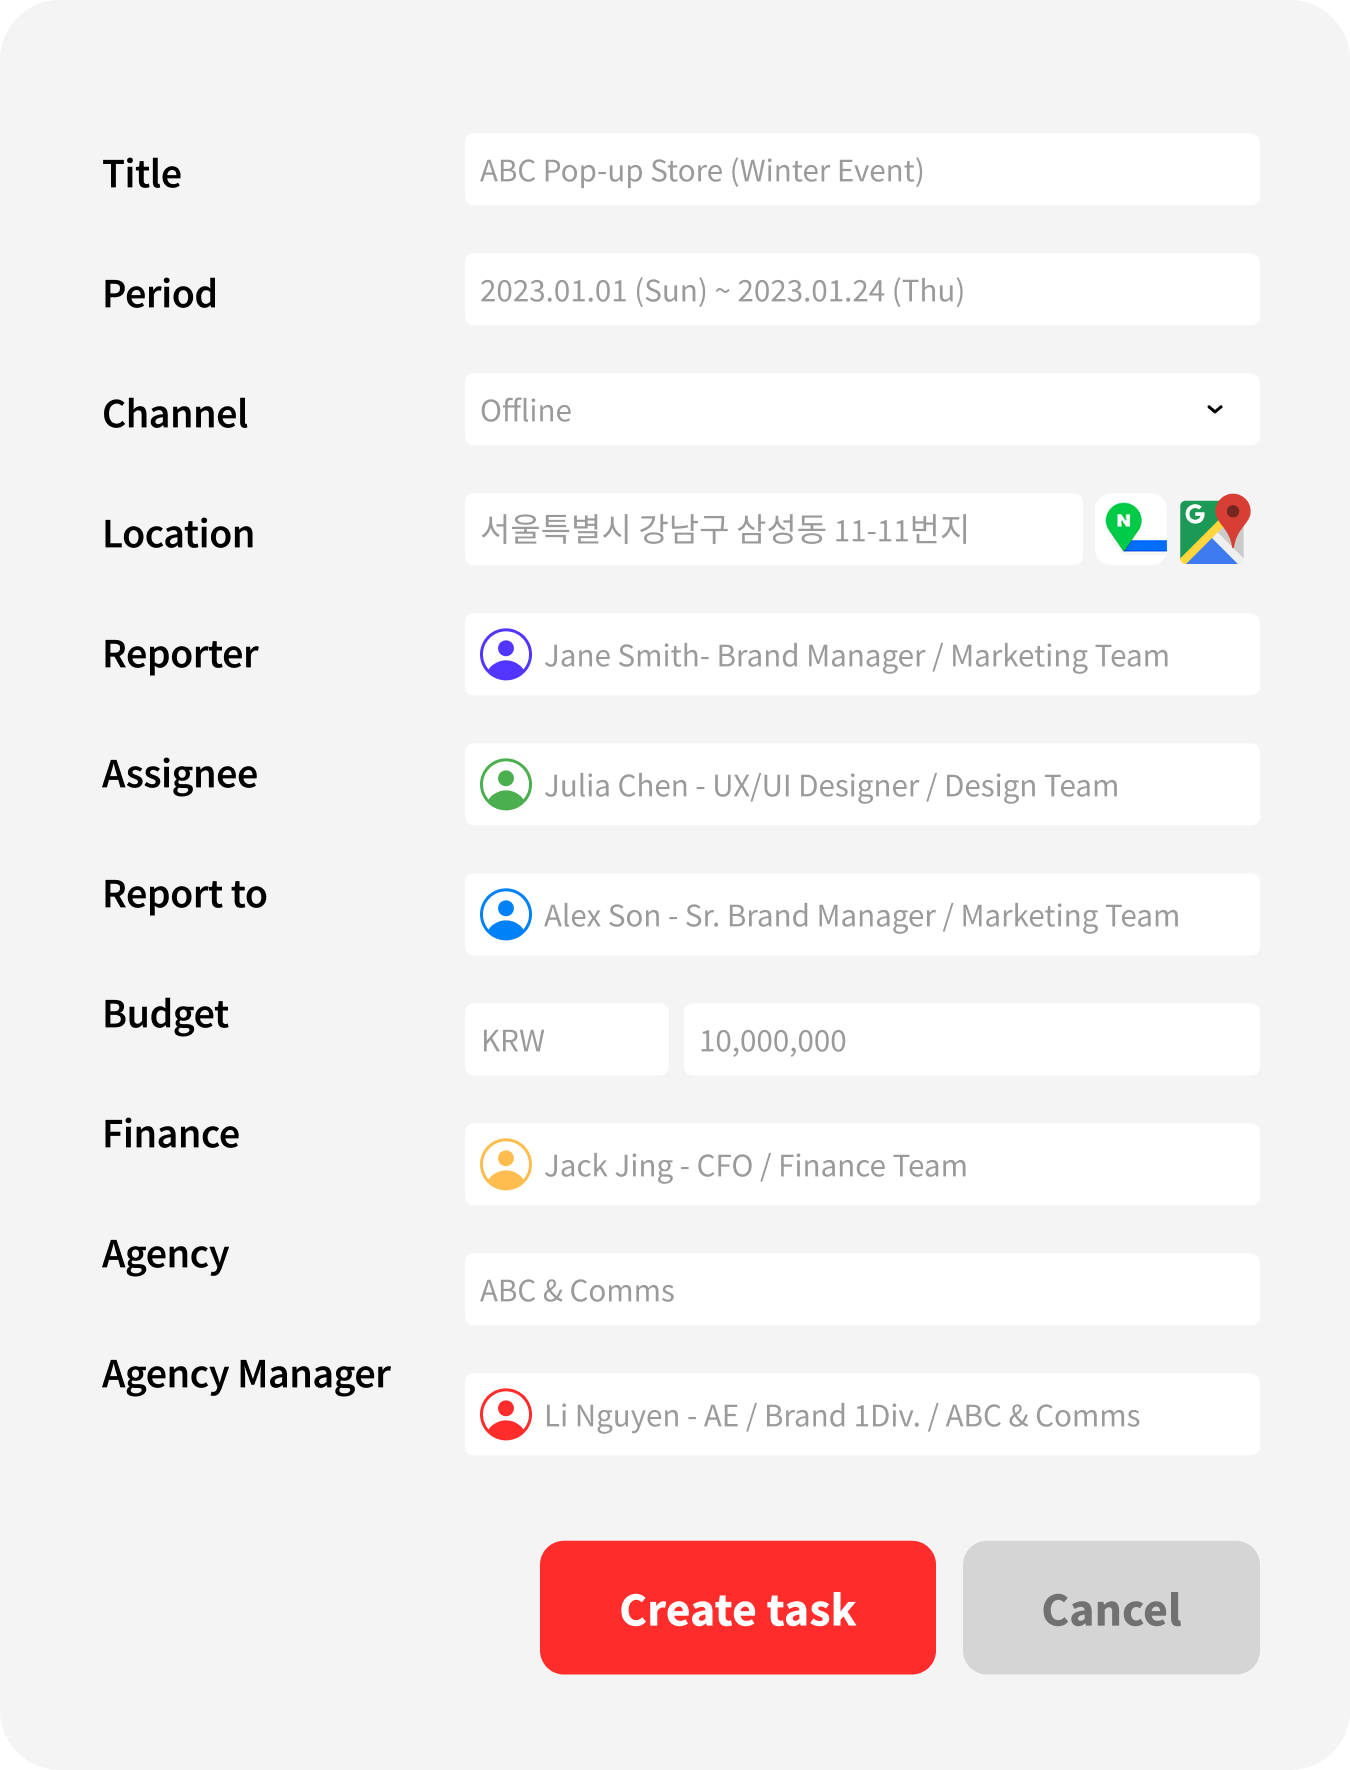 Title
ABC Pop-up Store (Winter Event)
Period
2023.01.01 (Sun) ~ 2023.01.24 (Thu)
Channel
Offline
Location
서울특별시 강남구 삼성동 11-11번지
N
G
Reporter
Jane Smith- Brand Manager / Marketing Team
Assignee
Julia Chen - UX/UI Designer / Design Team
Report to
Alex Son - Sr. Brand Manager / Marketing Team
Budget
KRW
10,000,000
Finance
Jack Jing - CFO / Finance Team
Agency
ABC & Comms
Agency Manager
Li Nguyen - AE / Brand 1Div. / ABC & Comms
Create task
Cancel